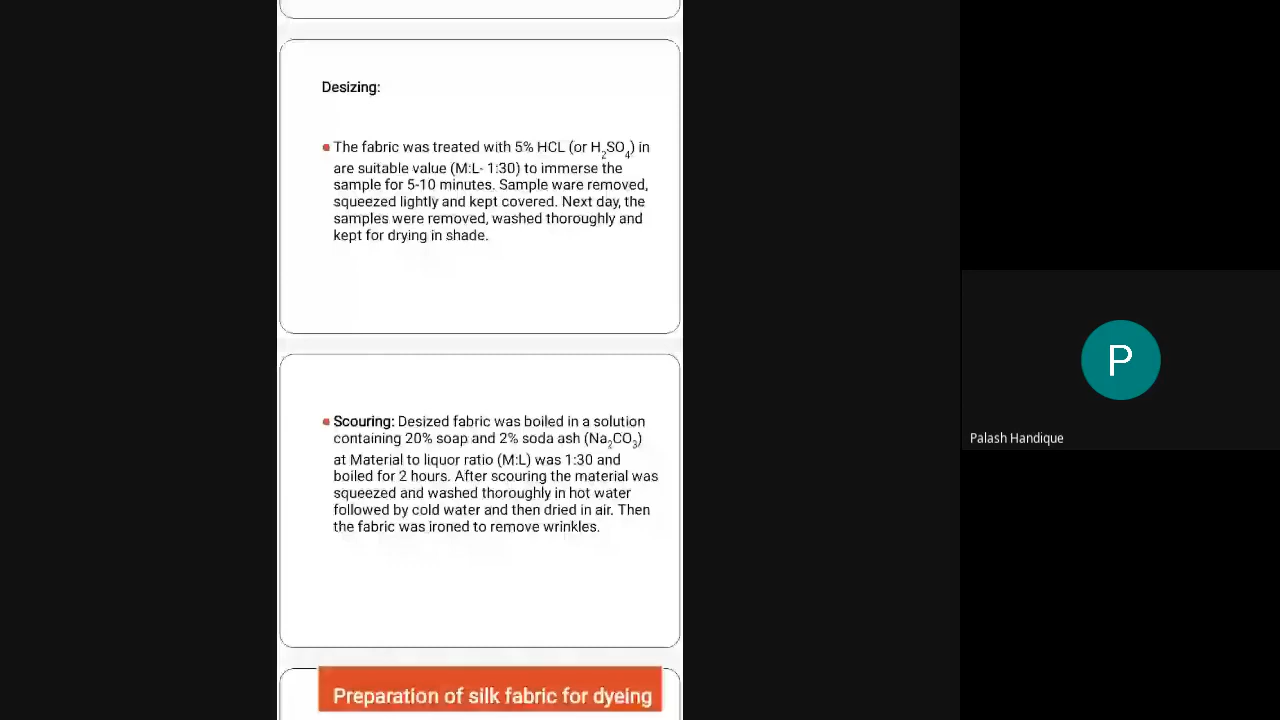 Desizing:
• The fabric was treated with 5% HCL (or H₂SO₄) in
are suitable value (M:L- 1:30) to immerse the
sample for 5-10 minutes. Sample ware removed,
squeezed lightly and kept covered. Next day, the
samples were removed, washed thoroughly and
kept for drying in shade.
• Scouring: Desized fabric was boiled in a solution
containing 20% soap and 2% soda ash (Na₂CO₃)
at Material to liquor ratio (M:L) was 1:30 and
boiled for 2 hours. After scouring the material was
squeezed and washed thoroughly in hot water
followed by cold water and then dried in air. Then
the fabric was ironed to remove wrinkles.
Preparation of silk fabric for dyeing
P
Palash Handique